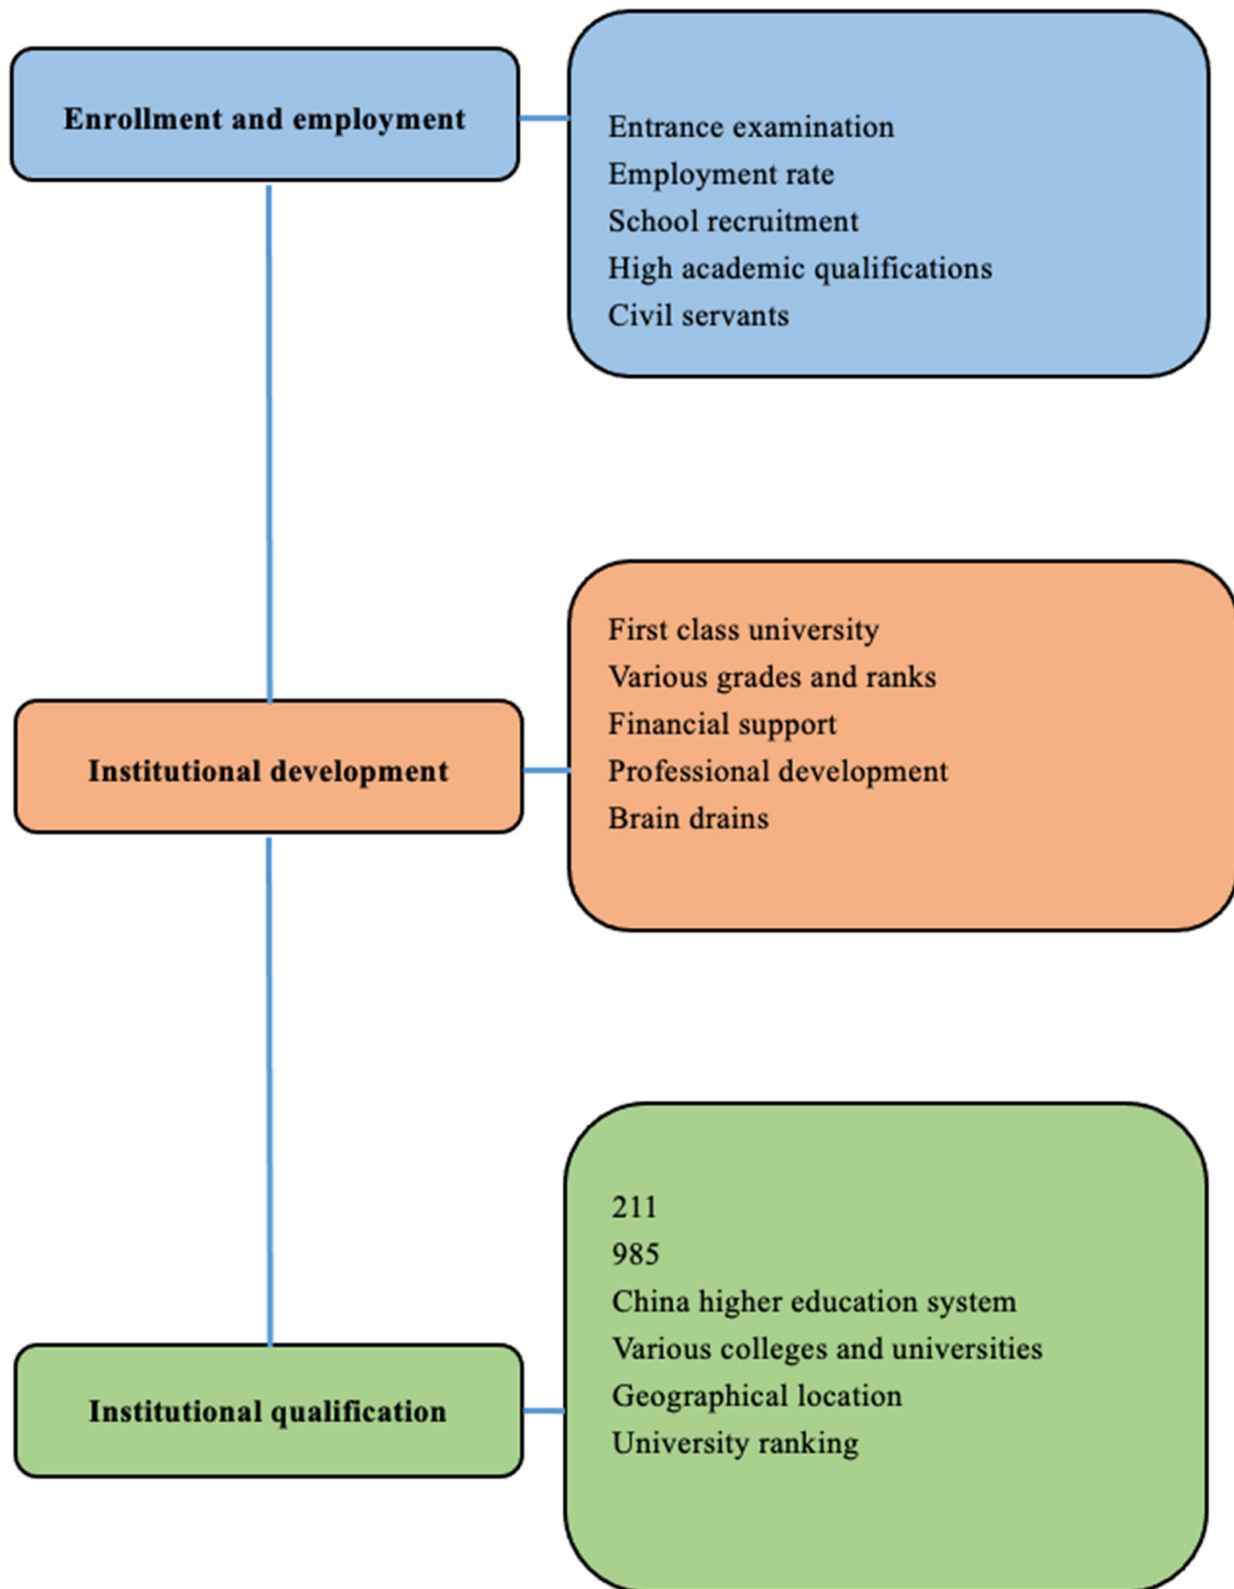 Enrollment and employment
Entrance examination
Employment rate
School recruitment
High academic qualifications
Civil servants
Institutional development
First class university
Various grades and ranks
Financial support
Professional development
Brain drains
Institutional qualification
211
985
China higher education system
Various colleges and universities
Geographical location
University ranking